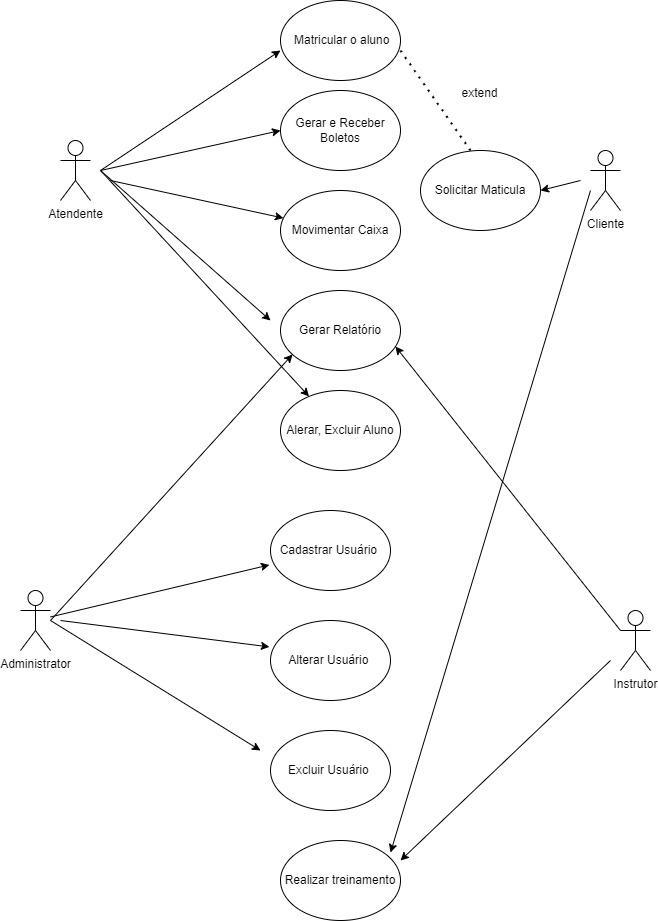 Matricular o aluno
extend
Gerar e Receber
Boletos
Atendente
Solicitar Maticula
Cliente
Movimentar Caixa
Gerar Relatório
Alerar, Excluir Aluno
Cadastrar Usuário
Administrator
Alterar Usuário
Instrutor
Excluir Usuário
Realizar treinamento